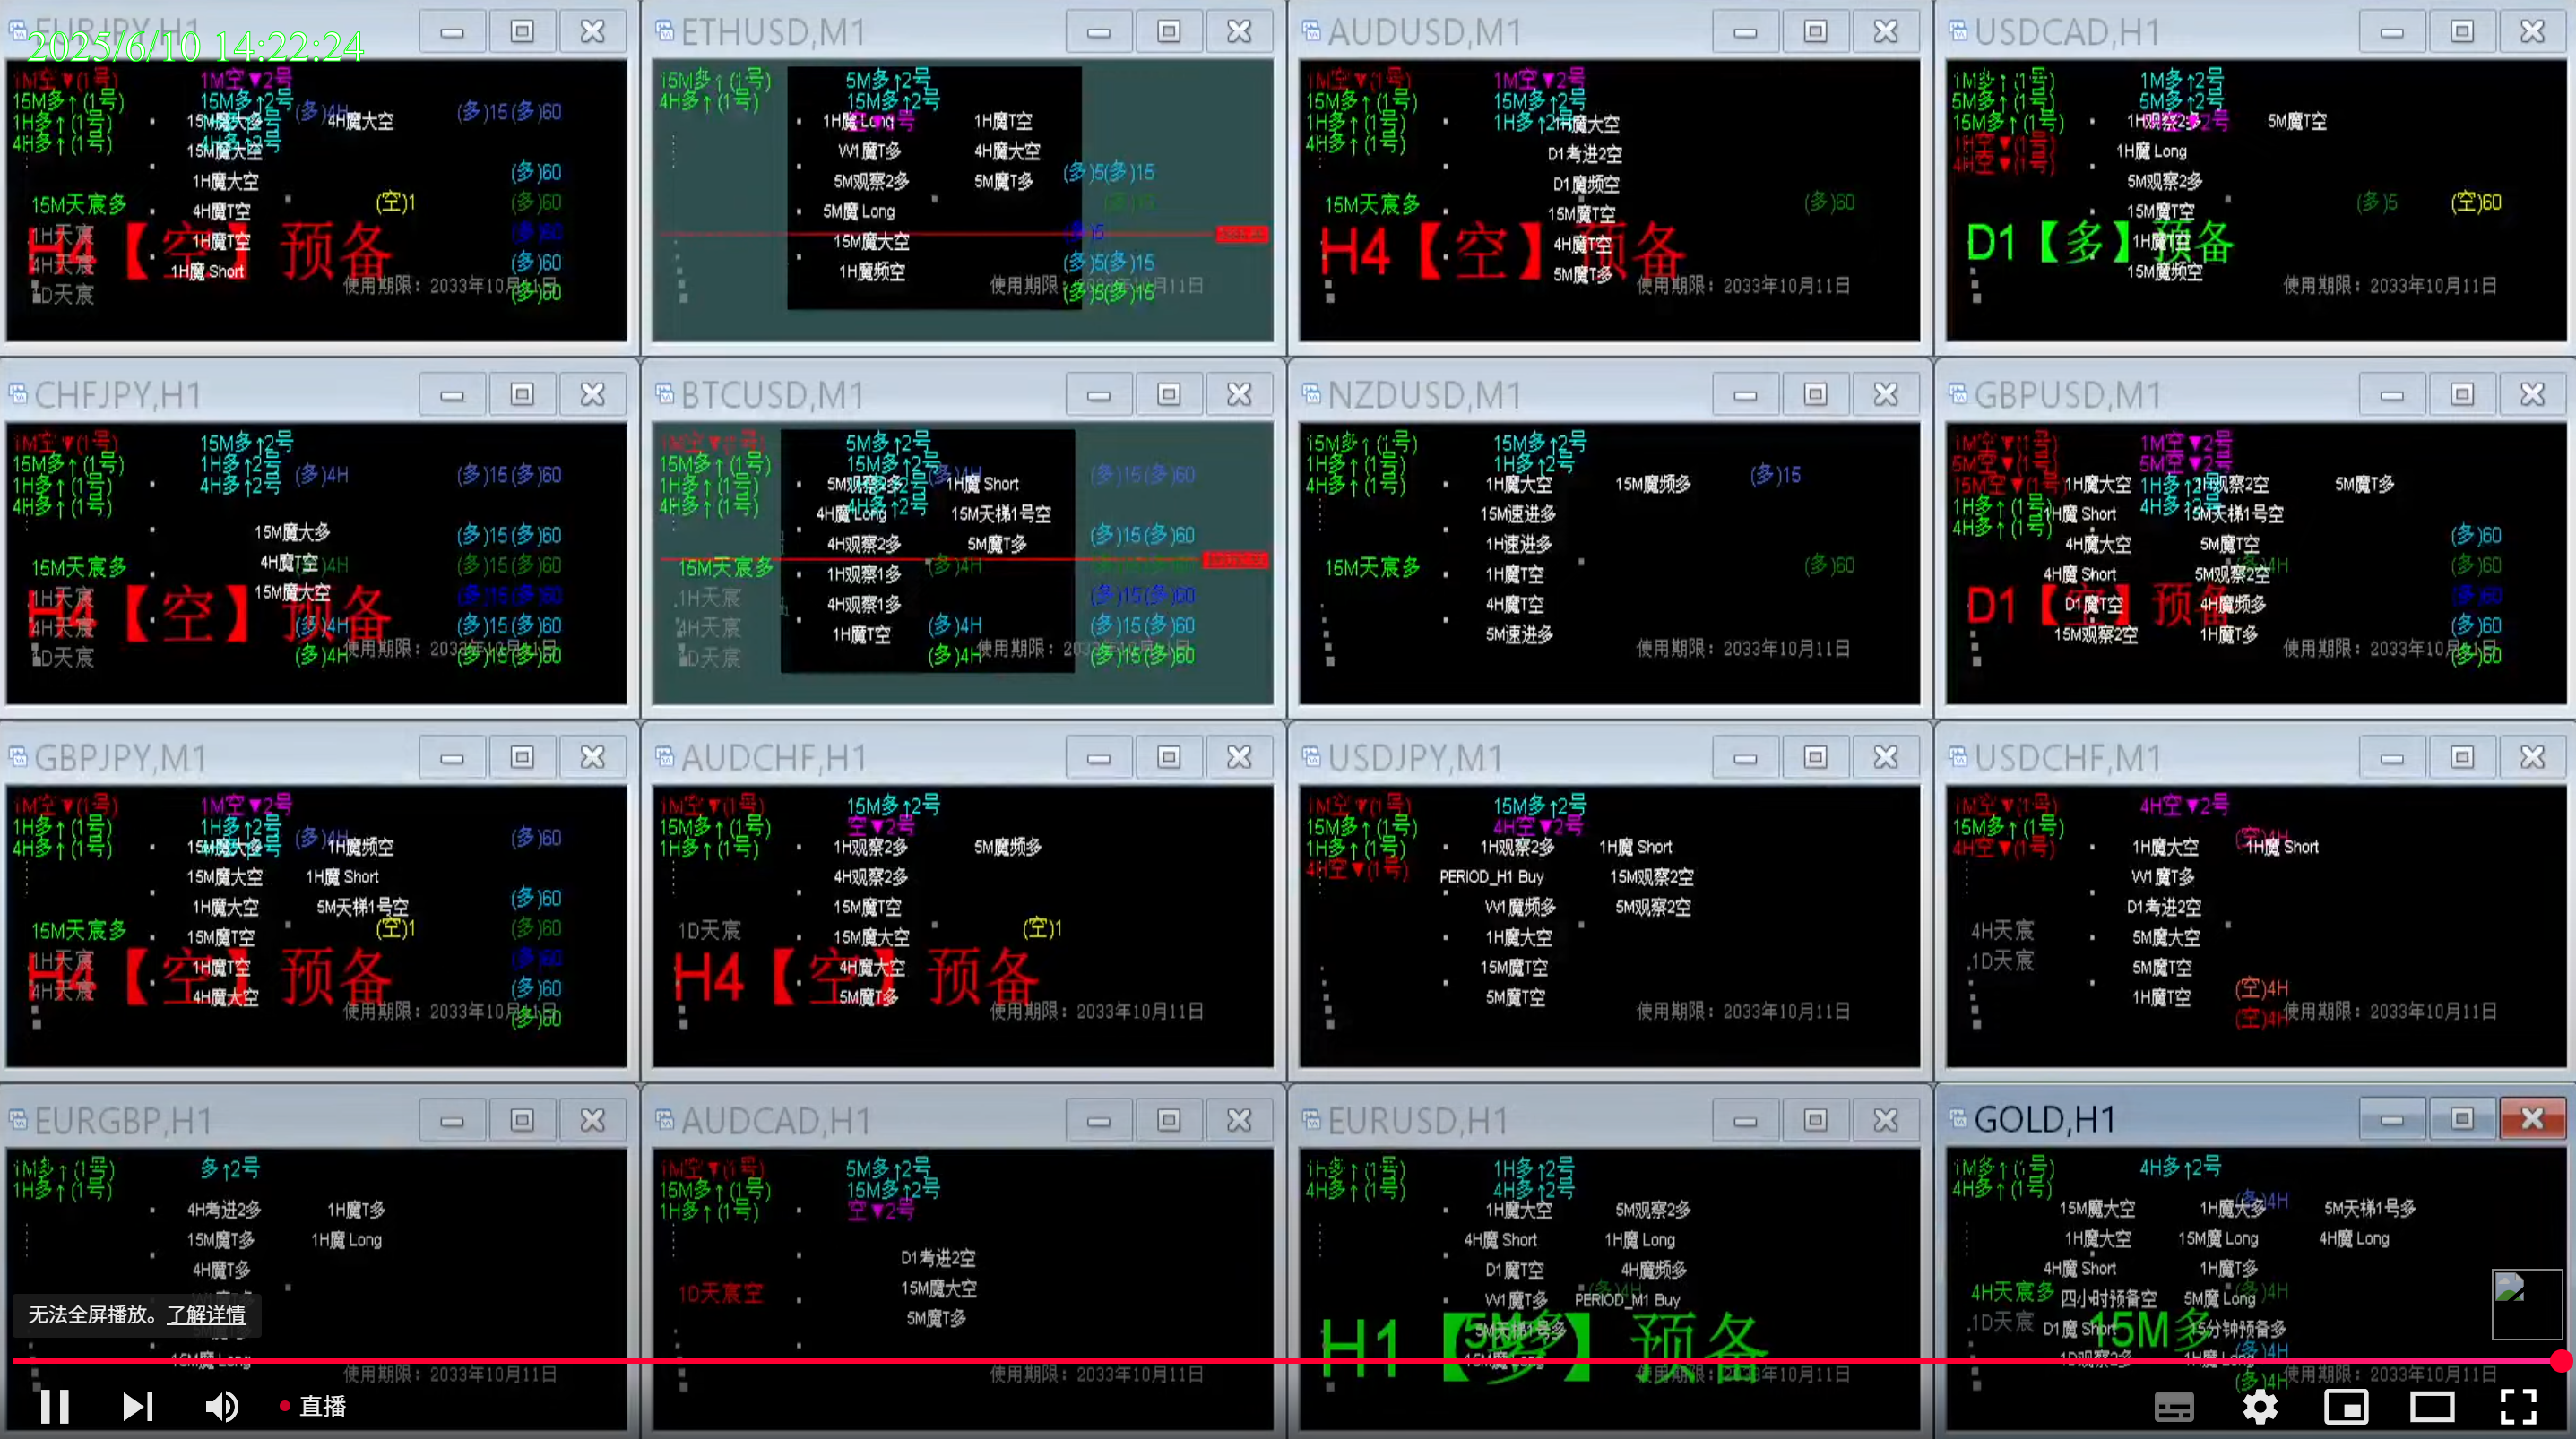 EURJPY,H1
2025/6/10 14:22:24
1M空▼(1号) 1M空▼2号
15M多↑(1号) 15M多↑2号 (多)4H (多)15(多)60
1H多↑(1号) 15M魔大多 4H魔大空
4H多↑(1号) 15M魔大空
1H魔大空 (多)60
15M天宸多 4H魔T空 (空)1 (多)60
1H天宸 1H魔T空 (多)60
H4【空】预备
4H天宸 1H魔 Short (多)60
1D天宸 使用期限：2033年10月11日 (多)60
ETHUSD,M1
15M多↑(1号) 5M多↑2号
4H多↑(1号) 15M多↑2号
1H魔 Long 1H魔T空
W1魔T多 4H魔大空
5M观察2多 5M魔T多 (多)5(多)15
5M魔 Long
15M魔大空 (多)5
1H魔频空 (多)5(多)15
(多)5(多)15
AUDUSD,M1
1M空▼(1号) 1M空▼2号
15M多↑(1号) 15M多↑2号
1H多↑(1号) 1H多↑2号 1H魔大空
4H多↑(1号) D1考进2空
D1魔频空
15M天宸多 15M魔T空 (多)60
H4【空】预备
4H魔T空
5M魔T多 使用期限：2033年10月11日
USDCAD,H1
1M多↑(1号) 1M多↑2号
5M多↑(1号) 5M多↑2号
15M多↑(1号) 1H观察2多 5M魔T空
1H空▼(1号) 1H魔 Long
4H空▼(1号) 5M观察2多
15M魔T空 (多)5 (空)60
D1【多】预备
1H魔T空
15M魔频空 使用期限：2033年10月11日
CHFJPY,H1
1M空▼(1号) 15M多↑2号
15M多↑(1号) 1H多↑2号 (多)4H (多)15(多)60
1H多↑(1号) 4H多↑2号
4H多↑(1号)
15M魔大多 (多)15(多)60
15M天宸多 4H魔T空 (多)4H (多)15(多)60
1H天宸 15M魔大空 (多)15(多)60
H4【空】预备
4H天宸 (多)4H (多)15(多)60
1D天宸 (多)4H 使用期限：2033年10月11日 (多)15(多)60
BTCUSD,M1
1M空▼(1号) 5M多↑2号
15M多↑(1号) 15M多↑2号 (多)4H (多)15(多)60
1H多↑(1号) 5M观察2多 1H魔 Short
4H多↑(1号) 4H多↑2号 4H魔 Long 15M天梯1号空
4H观察2多 5M魔T多 (多)15(多)60
15M天宸多 1H观察1多 (多)4H
1H天宸 4H观察1多 (多)15(多)60
4H天宸 1H魔T空 (多)4H (多)15(多)60
1D天宸 (多)4H 使用期限：2033年10月11日 (多)15(多)60
NZDUSD,M1
15M多↑(1号) 15M多↑2号
1H多↑(1号) 1H多↑2号 (多)15
4H多↑(1号) 1H魔大空 15M魔频多
15M速进多
1H速进多
15M天宸多 1H魔T空 (多)60
4H魔T空
5M速进多 使用期限：2033年10月11日
GBPUSD,M1
1M空▼(1号) 1M空▼2号
5M空▼(1号) 5M空▼2号
15M空▼(1号) 1H魔大空 1H多↑2号 1H观察2空 5M魔T多
1H多↑(1号) 1H魔 Short 4H多↑2号 15M天梯1号空
4H多↑(1号) 4H魔大空 5M魔T空 (多)60
4H魔 Short 5M观察2空 (多)4H (多)60
D1【空】预备
D1魔T空 4H魔频多 (多)60
15M观察2空 1H魔T多 (多)60
使用期限：2033年10月11日 (多)60
GBPJPY,M1
1M空▼(1号) 1M空▼2号
1H多↑(1号) 1H多↑2号 (多)4H (多)60
4H多↑(1号) 15M魔大多 1H魔频空
15M魔大空 1H魔 Short
1H魔大空 5M天梯1号空 (多)60
15M天宸多 15M魔T空 (空)1 (多)60
1H天宸 1H魔T空 (多)60
H4【空】预备
4H天宸 4H魔大空 (多)60
使用期限：2033年10月11日 (多)60
AUDCHF,H1
1M空▼(1号) 15M多↑2号
15M多↑(1号) 空▼2号
1H多↑(1号) 1H观察2多 5M魔频多
4H观察2多
15M魔T空
1D天宸 15M魔大空 (空)1
H4【空】预备
4H魔大空
5M魔T多 使用期限：2033年10月11日
USDJPY,M1
1M空▼(1号) 15M多↑2号
15M多↑(1号) 4H空▼2号
1H多↑(1号) 1H观察2多 1H魔 Short
4H空▼(1号) PERIOD_H1 Buy 15M观察2空
W1魔频多 5M观察2空
1H魔大空
15M魔T空
5M魔T空 使用期限：2033年10月11日
USDCHF,M1
1M空▼(1号) 4H空▼2号
15M多↑(1号) (空)4H
4H空▼(1号) 1H魔大空 1H魔 Short
W1魔T多
D1考进2空
4H天宸 5M魔大空
1D天宸 5M魔T空
1H魔T空 (空)4H
(空)4H 使用期限：2033年10月11日
EURGBP,H1
1M多↑(1号) 多↑2号
1H多↑(1号) 4H考进2多 1H魔T多
15M魔T多 1H魔 Long
4H魔T多
无法全屏播放。了解详情
15M魔 Long
使用期限：2033年10月11日
AUDCAD,H1
1M空▼(1号) 5M多↑2号
15M多↑(1号) 15M多↑2号
1H多↑(1号) 空▼2号
D1考进2空
1D天宸空 15M魔大空
5M魔T多
使用期限：2033年10月11日
EURUSD,H1
1h多↑(1号) 1H多↑2号
4H多↑(1号) 4H多↑2号
1H魔大空 5M观察2多
4H魔 Short 1H魔 Long
D1魔T空 4H魔频多
(多)4H
W1魔T多 PERIOD_M1 Buy
5M天梯1号多
H1【多】预备
5M多
使用期限：2033年10月11日
GOLD,H1
1M多↑(1号) 4H多↑2号
4H多↑(1号) (多)4H
15M魔大空 1H魔大多 5M天梯1号多
1H魔大空 15M魔 Long 4H魔 Long
4H魔 Short 1H魔T多
4H天宸多 四小时预备空 5M魔 Long (多)4H
1D天宸 D1魔 Short 15分钟预备多
15M多
1D观察2多 1H魔 Long (多)4H
(多)4H 使用期限：2033年10月11日
直播